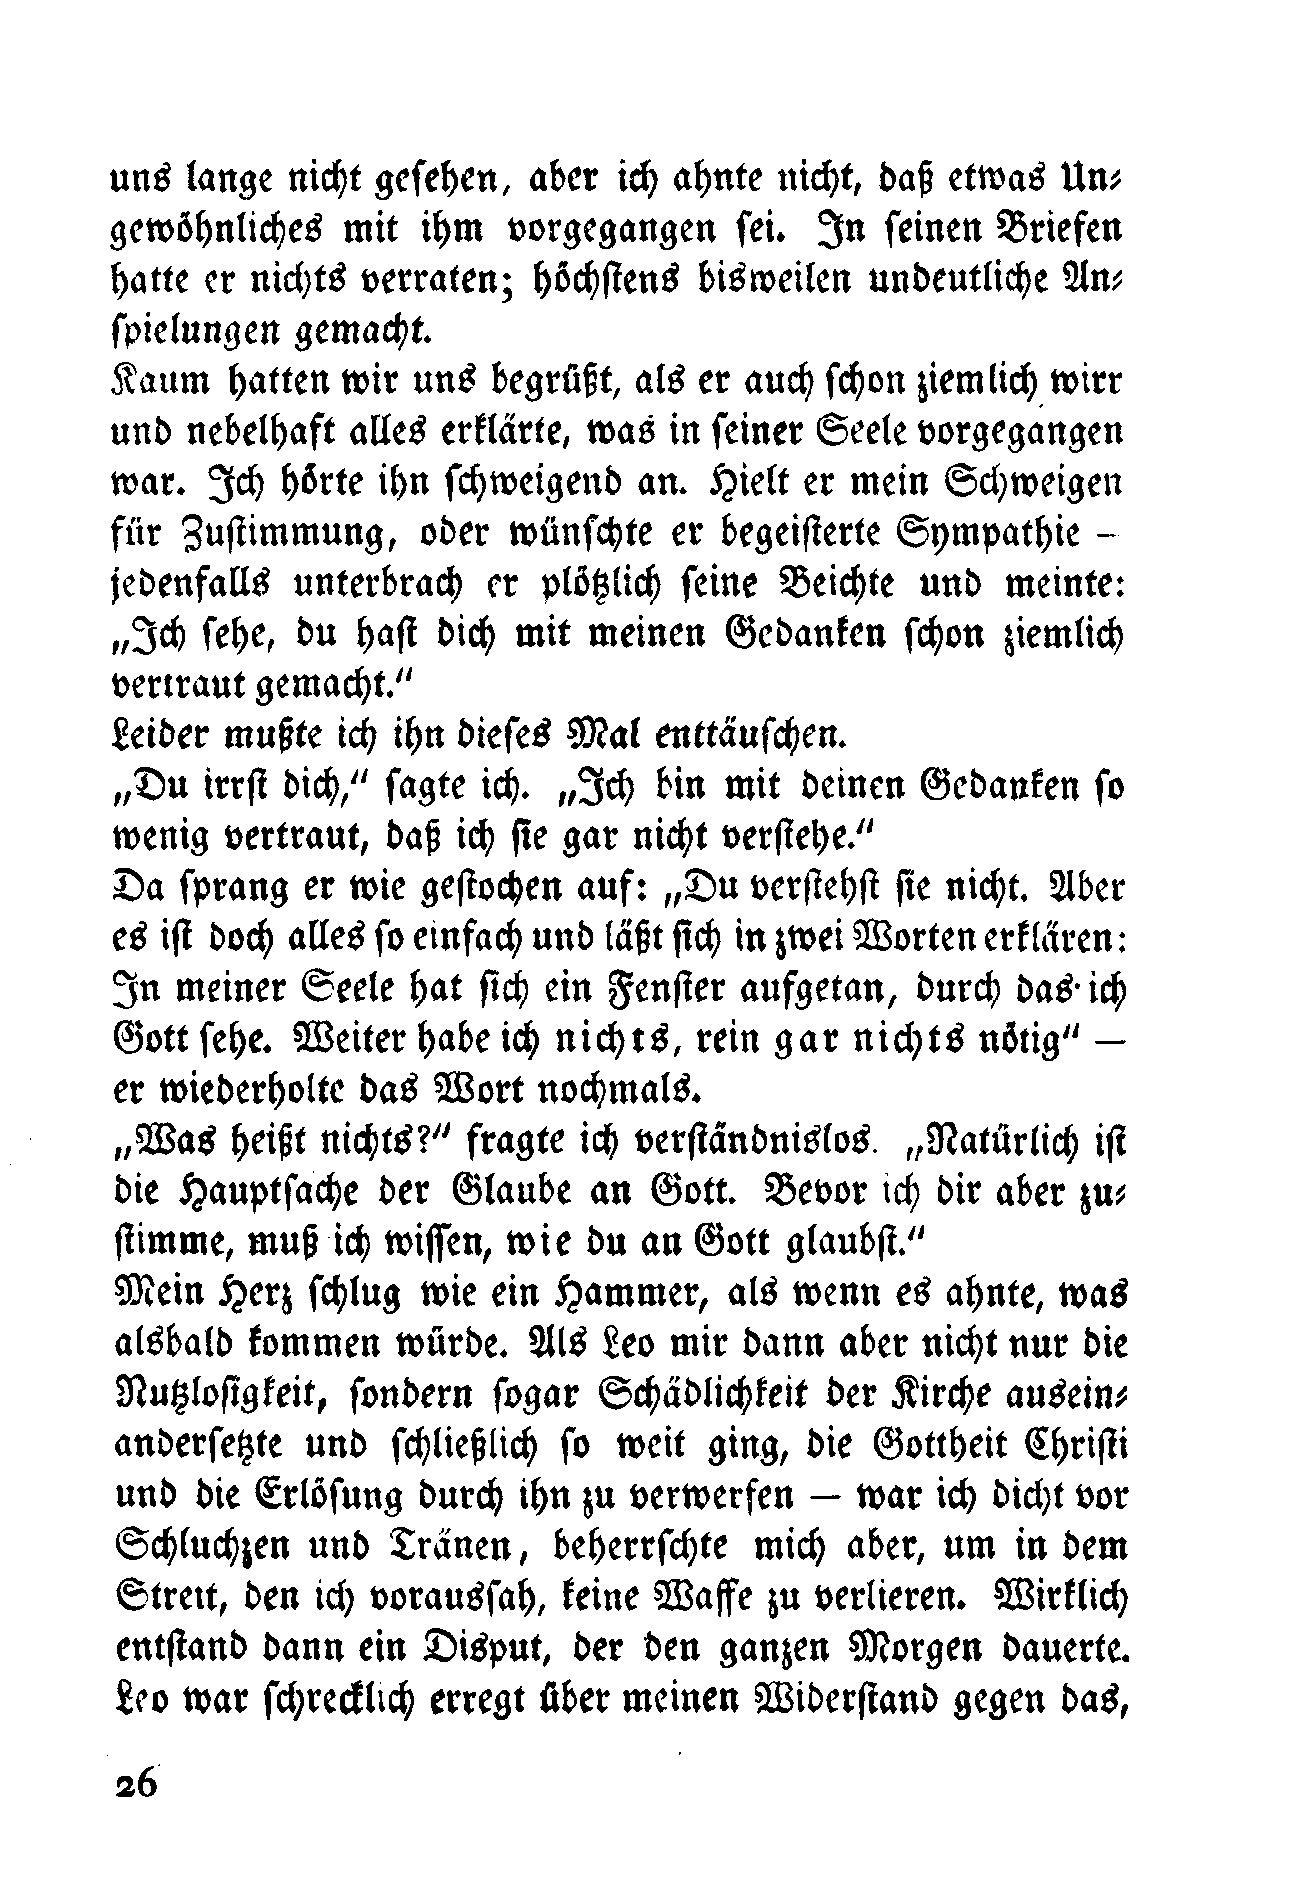 uns lange nicht gesehen, aber ich ahnte nicht, daß etwas Un-
gewöhnliches mit ihm vorgegangen sei. In seinen Briefen
hatte er nichts verraten; höchstens bisweilen undeutliche An-
spielungen gemacht.
Kaum hatten wir uns begrüßt, als er auch schon ziemlich wirr
und nebelhaft alles erklärte, was in seiner Seele vorgegangen
war. Ich hörte ihn schweigend an. Hielt er mein Schweigen
für Zustimmung, oder wünschte er begeisterte Sympathie –
jedenfalls unterbrach er plötzlich seine Beichte und meinte:
„Ich sehe, du hast dich mit meinen Gedanken schon ziemlich
vertraut gemacht.“
Leider mußte ich ihn dieses Mal enttäuschen.
„Du irrst dich,“ sagte ich. „Ich bin mit deinen Gedanken so
wenig vertraut, daß ich sie gar nicht verstehe.“
Da sprang er wie gestochen auf: „Du verstehst sie nicht. Aber
es ist doch alles so einfach und läßt sich in zwei Worten erklären:
In meiner Seele hat sich ein Fenster aufgetan, durch das ich
Gott sehe. Weiter habe ich nichts, rein gar nichts nötig“ —
er wiederholte das Wort nochmals.
„Was heißt nichts?“ fragte ich verständnislos. „Natürlich ist
die Hauptsache der Glaube an Gott. Bevor ich dir aber zu-
stimme, muß ich wissen, wie du an Gott glaubst.“
Mein Herz schlug wie ein Hammer, als wenn es ahnte, was
alsbald kommen würde. Als Leo mir dann aber nicht nur die
Nutzlosigkeit, sondern sogar Schädlichkeit der Kirche ausein-
andersetzte und schließlich so weit ging, die Gottheit Christi
und die Erlösung durch ihn zu verwerfen — war ich dicht vor
Schluchzen und Tränen, beherrschte mich aber, um in dem
Streit, den ich voraussah, keine Waffe zu verlieren. Wirklich
entstand dann ein Disput, der den ganzen Morgen dauerte.
Leo war schrecklich erregt über meinen Widerstand gegen das,
26